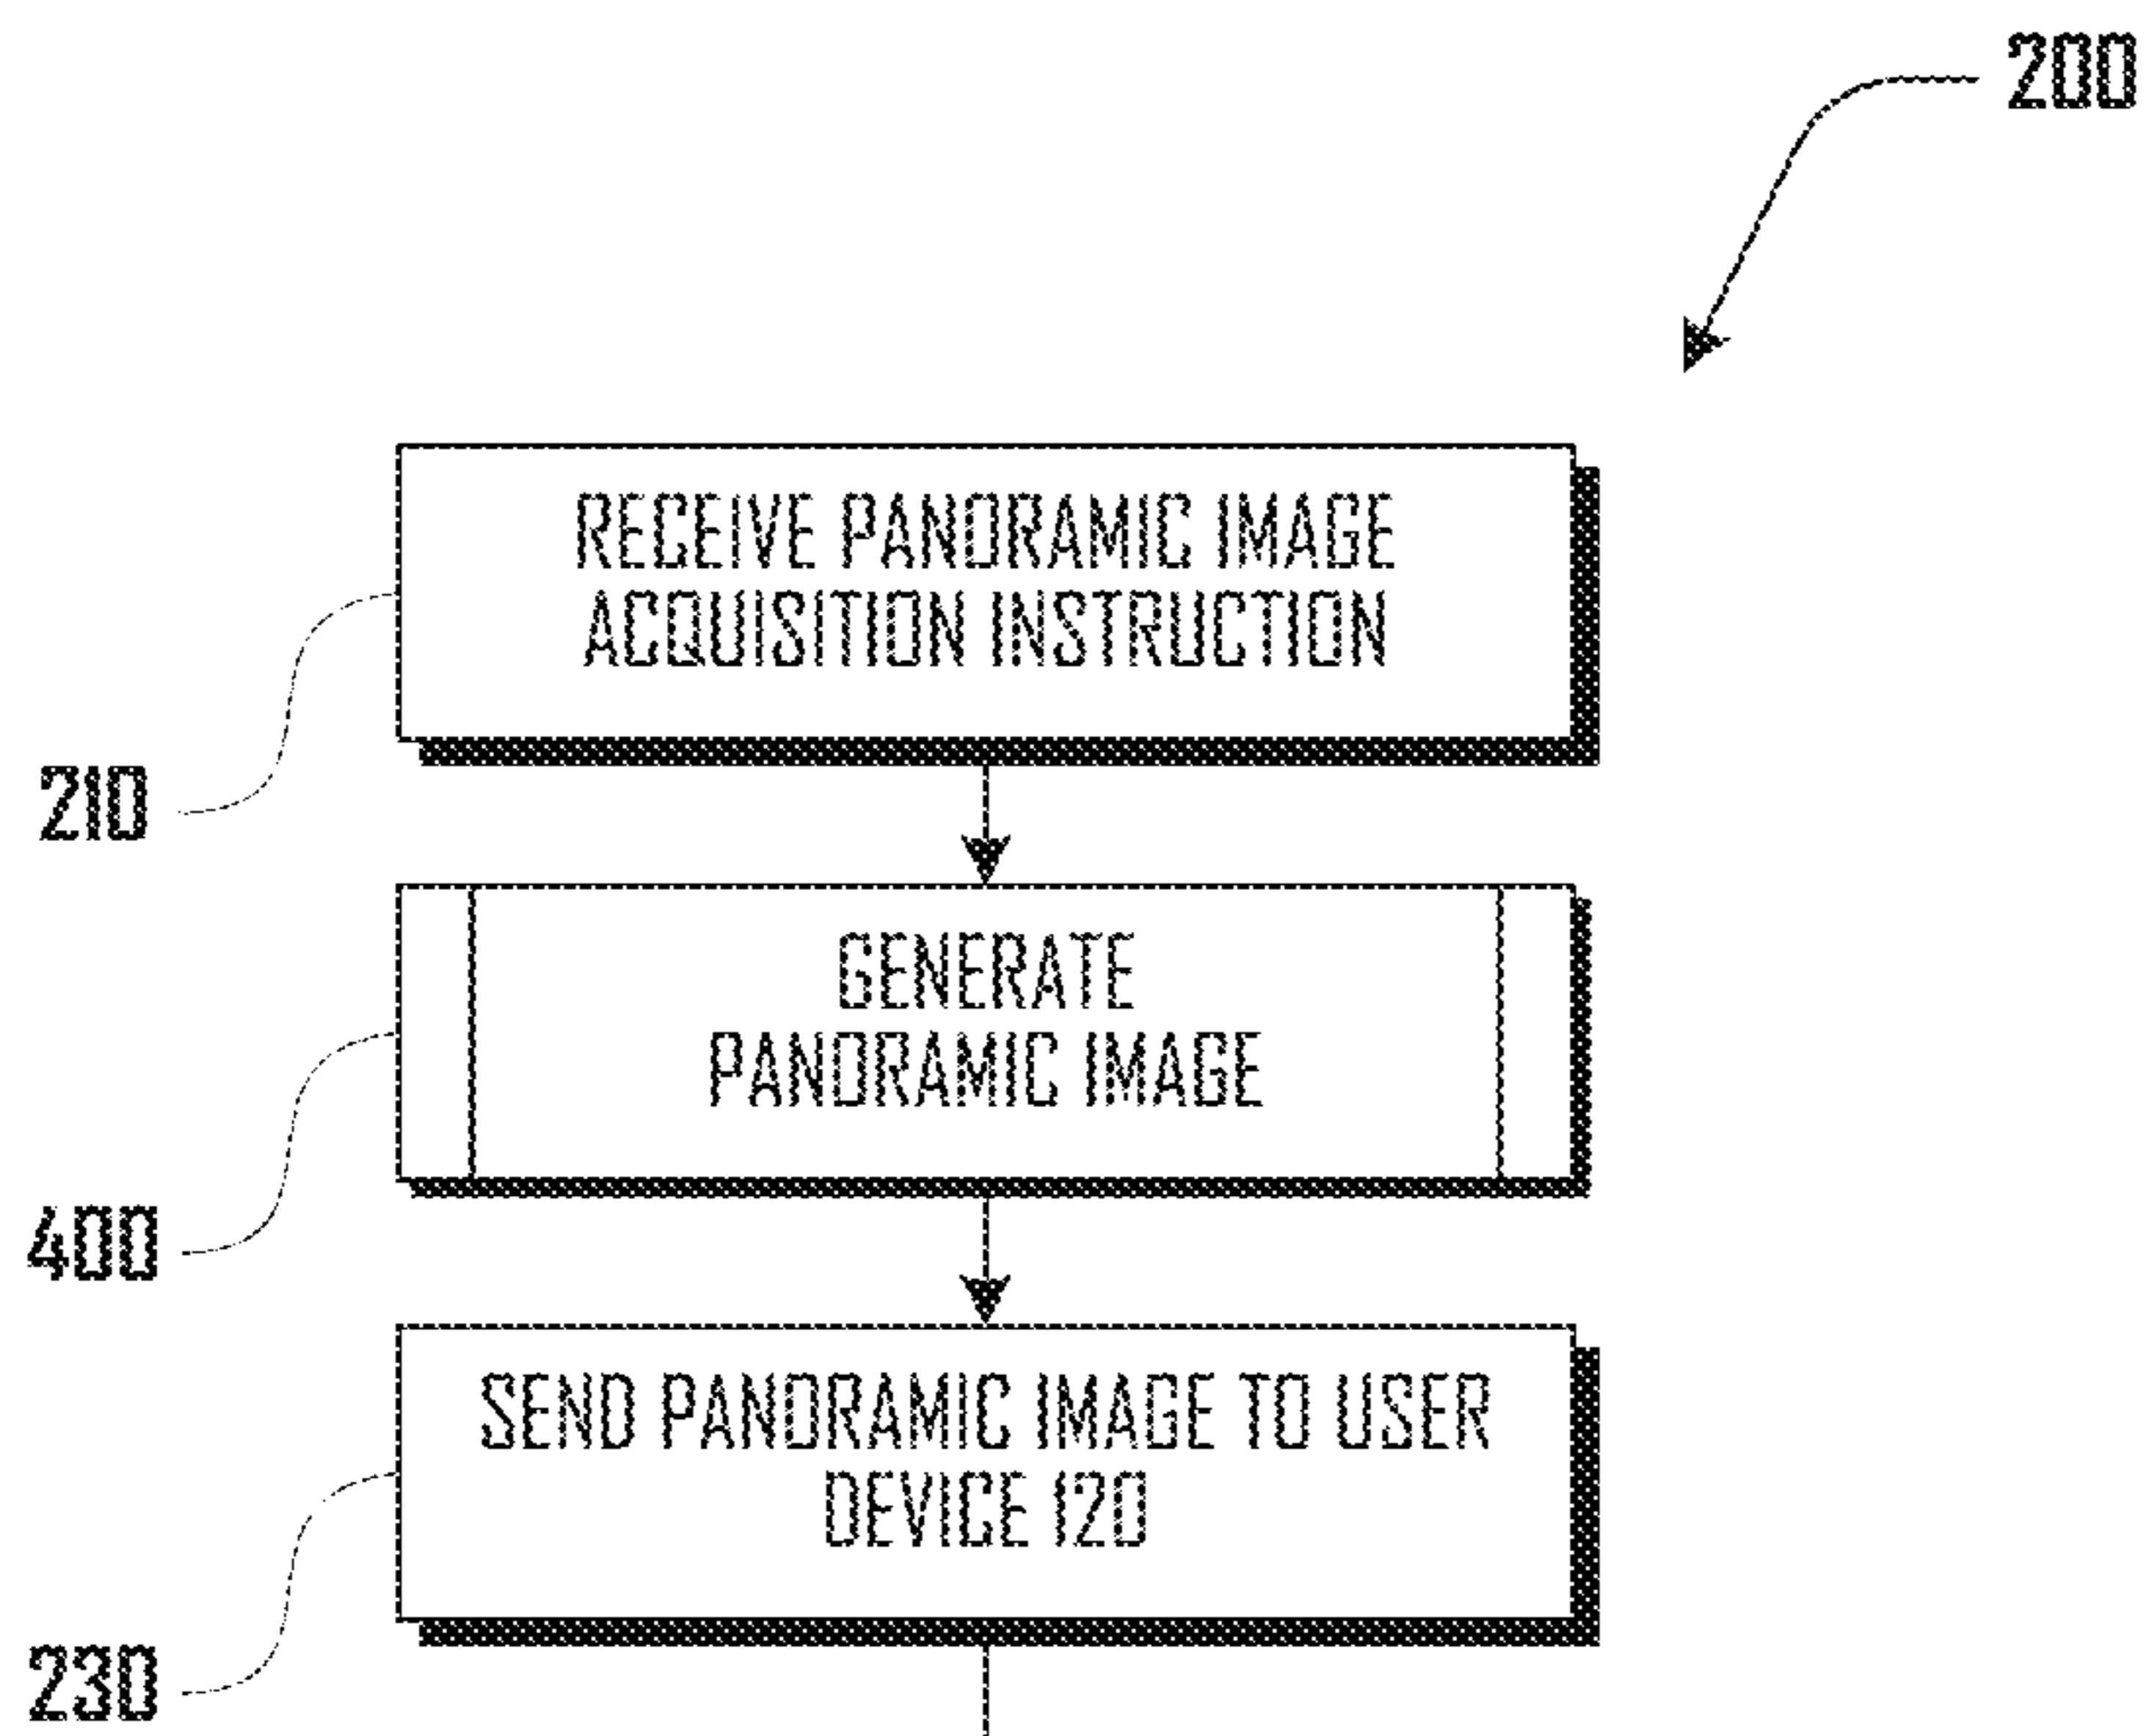 200
RECEIVE PANORAMIC IMAGE
ACQUISITION INSTRUCTION
210
GENERATE
PANORAMIC IMAGE
400
SEND PANORAMIC IMAGE TO USER
DEVICE 120
230